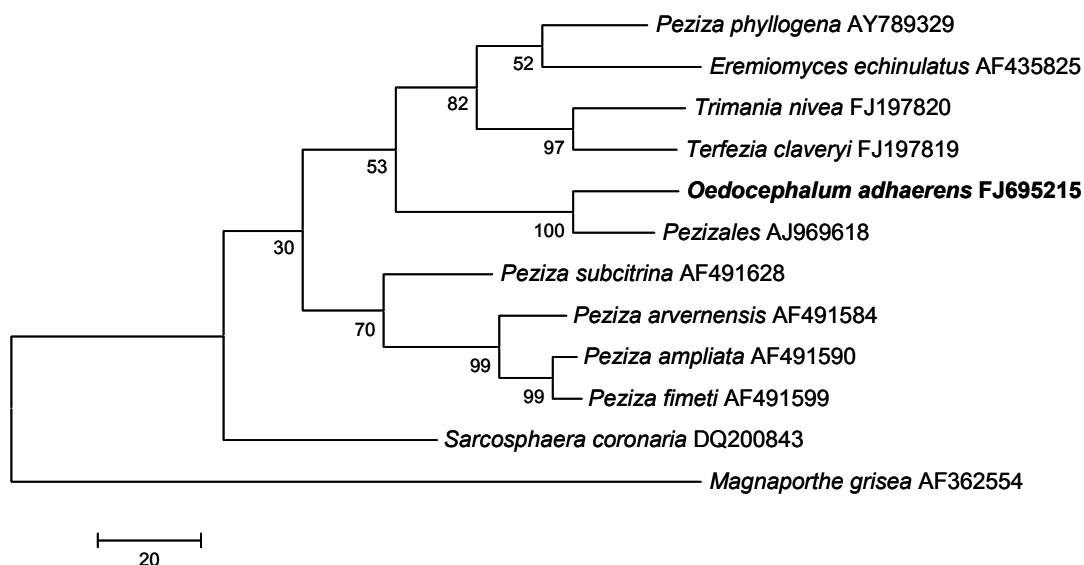 Peziza phyllogena AY789329
52
Eremiomyces echinulatus AF435825
82
Trimania nivea FJ197820
97
Terfezia claveryi FJ197819
53
Oedocephalum adhaerens FJ695215
100
Pezizales AJ969618
30
Peziza subcitrina AF491628
70
Peziza arvernensis AF491584
99
Peziza ampliata AF491590
99
Peziza fimeti AF491599
Sarcosphaera coronaria DQ200843
Magnaporthe grisea AF362554
20